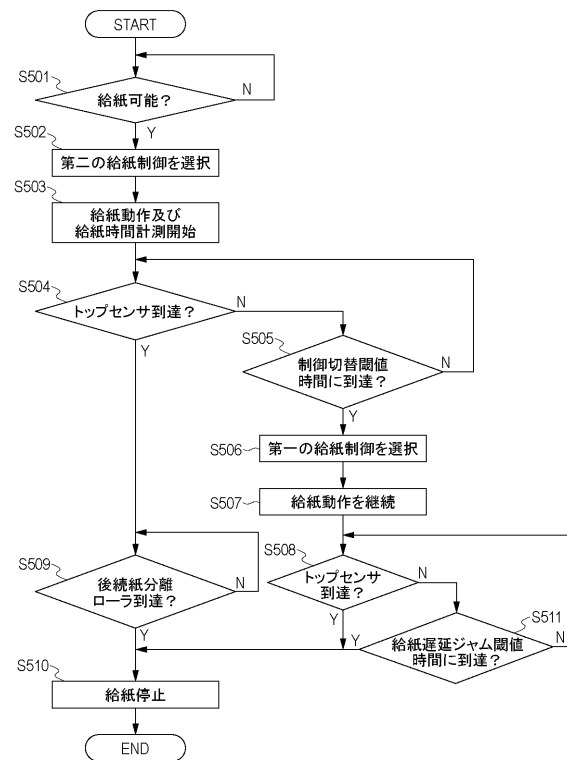 START
S501
給紙可能？
N
Y
S502
第二の給紙制御を選択
S503
給紙動作及び
給紙時間計測開始
S504
トップセンサ到達？
N
Y
S505
制御切替閾値
時間に到達？
N
Y
S506
第一の給紙制御を選択
S507
給紙動作を継続
S508
トップセンサ
到達？
N
Y
S509
後続紙分離
ローラ到達？
N
Y
S511
給紙遅延ジャム閾値
時間に到達？
Y
N
S510
給紙停止
END